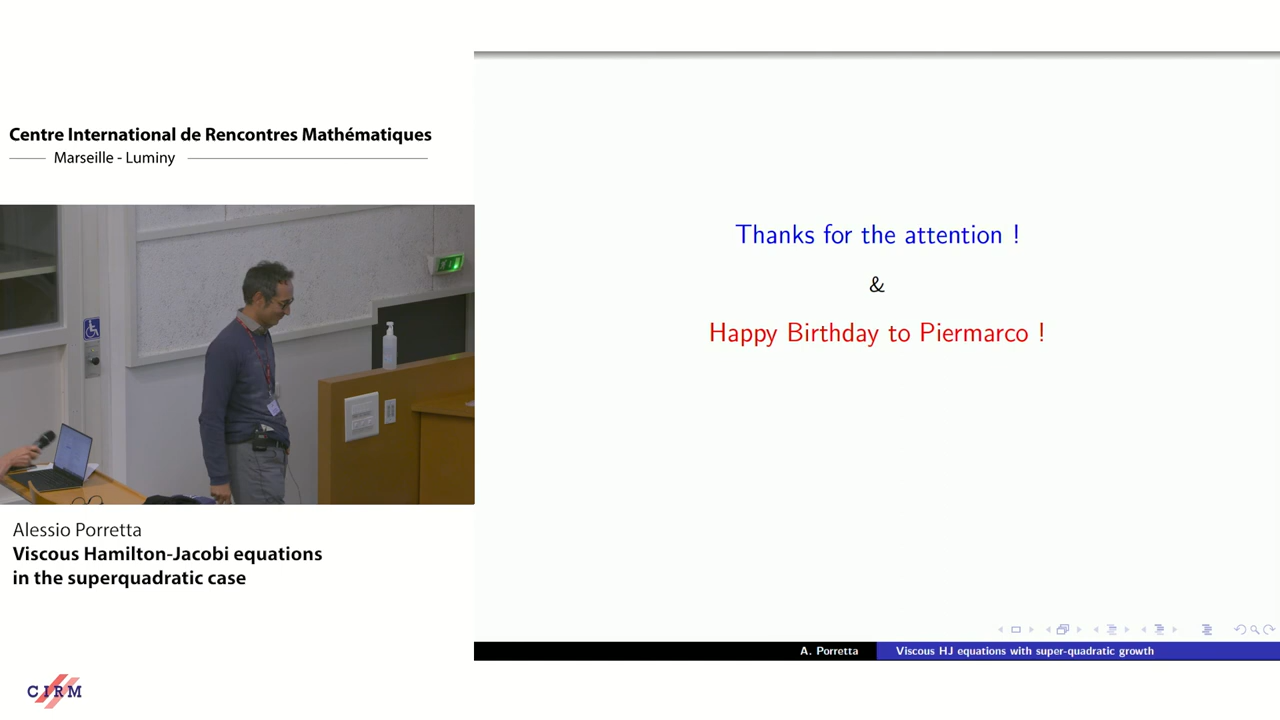 Centre International de Rencontres Mathématiques
Marseille - Luminy
Thanks for the attention !
&
Happy Birthday to Piermarco !
Alessio Porretta
Viscous Hamilton-Jacobi equations
in the superquadratic case
A. Porretta
Viscous HJ equations with super-quadratic growth
CIRM